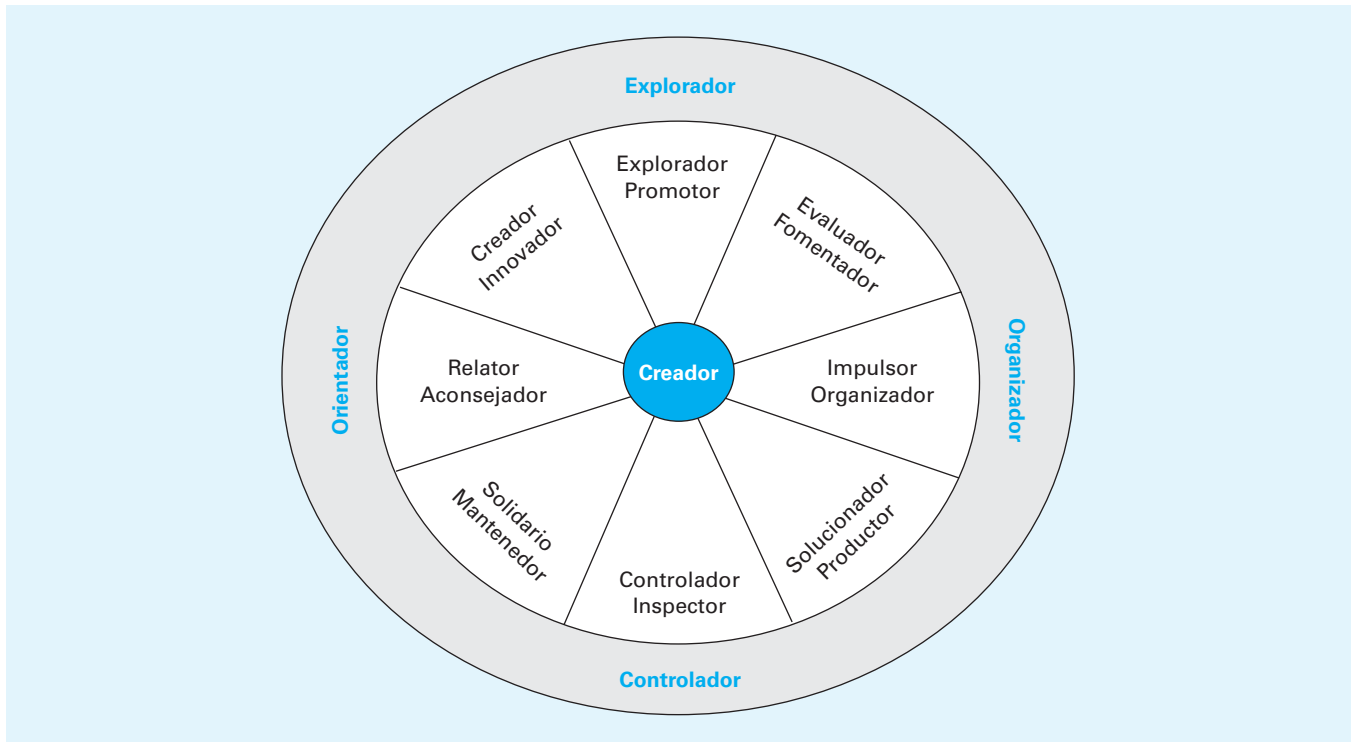 Explorador
Explorador
Promotor
Creador
Innovador
Evaluador
Fomentador
Orientador
Relator
Aconsejador
Creador
Impulsor
Organizador
Organizador
Solidario
Mantenedor
Solucionador
Productor
Controlador
Inspector
Controlador